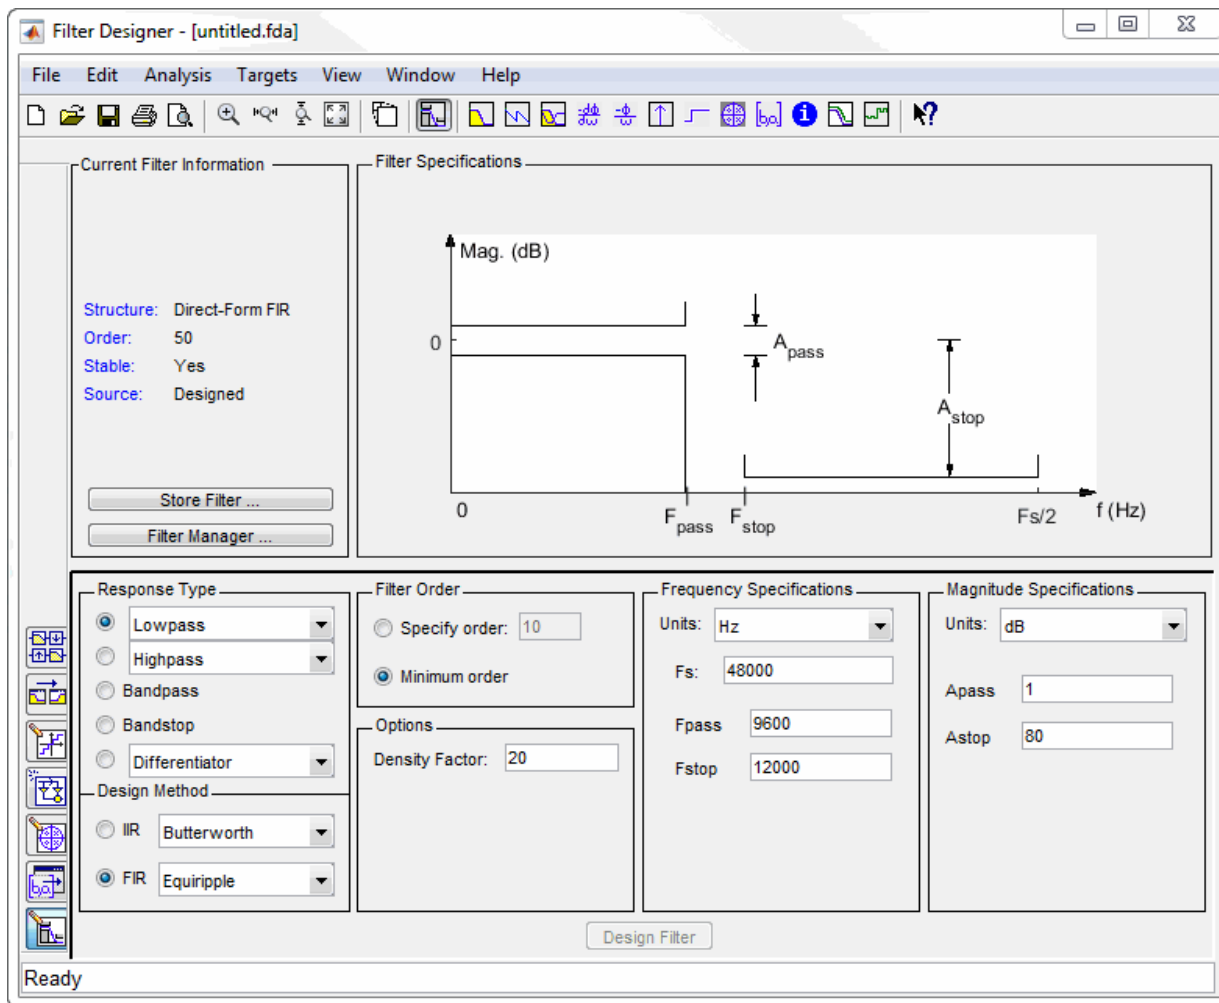 Filter Designer - [untitled.fda]
File Edit Analysis Targets View Window Help
Current Filter Information
Structure: Direct-Form FIR
Order: 50
Stable: Yes
Source: Designed
Store Filter ...
Filter Manager ...
Filter Specifications
Mag. (dB)
0
A pass
A stop
0
F pass
F stop
Fs/2
f (Hz)
Response Type
Lowpass
Highpass
Bandpass
Bandstop
Differentiator
Design Method
IIR Butterworth
FIR Equiripple
Filter Order
Specify order: 10
Minimum order
Options
Density Factor: 20
Frequency Specifications
Units: Hz
Fs: 48000
Fpass 9600
Fstop 12000
Magnitude Specifications
Units: dB
Apass 1
Astop 80
Design Filter
Ready